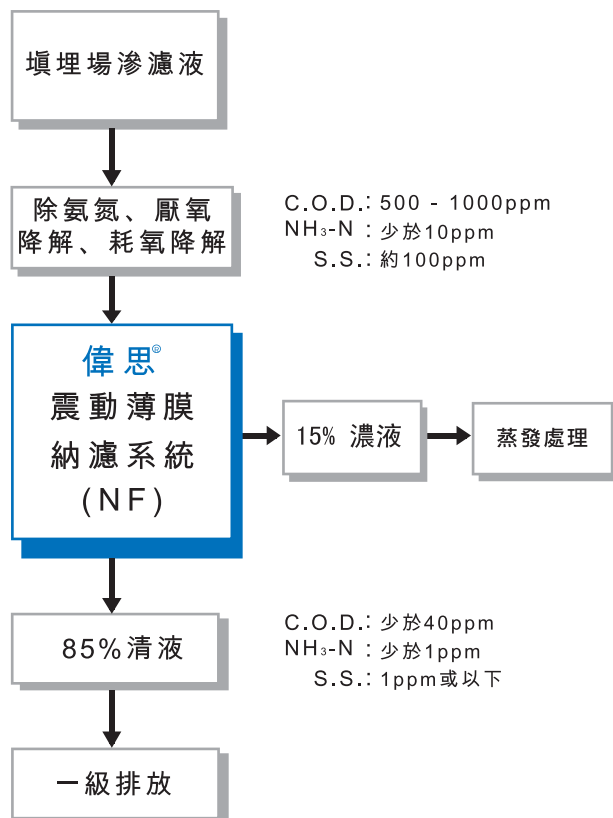 填埋場滲濾液
除氨氮、厭氧
降解、耗氧降解
C.O.D.: 500 - 1000ppm
NH₃-N : 少於10ppm
S.S.: 約100ppm
偉思®
震動薄膜
納濾系統
(NF)
15% 濃液
蒸發處理
85%清液
C.O.D.: 少於40ppm
NH₃-N : 少於1ppm
S.S.: 1ppm或以下
一級排放